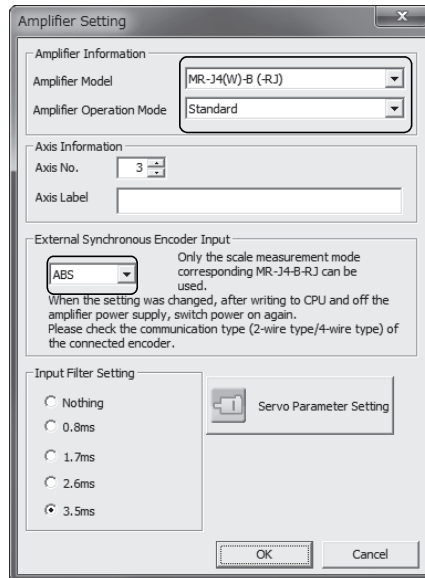 Amplifier Setting
x
Amplifier Information
Amplifier Model
MR-J4(W)-B (-RJ)
Amplifier Operation Mode
Standard
Axis Information
Axis No.
3
Axis Label
External Synchronous Encoder Input
ABS
Only the scale measurement mode
corresponding MR-J4-B-RJ can be
used.
When the setting was changed, after writing to CPU and off the
amplifier power supply, switch power on again.
Please check the communication type (2-wire type/4-wire type) of
the connected encoder.
Input Filter Setting
Nothing
0.8ms
1.7ms
2.6ms
3.5ms
Servo Parameter Setting
OK
Cancel